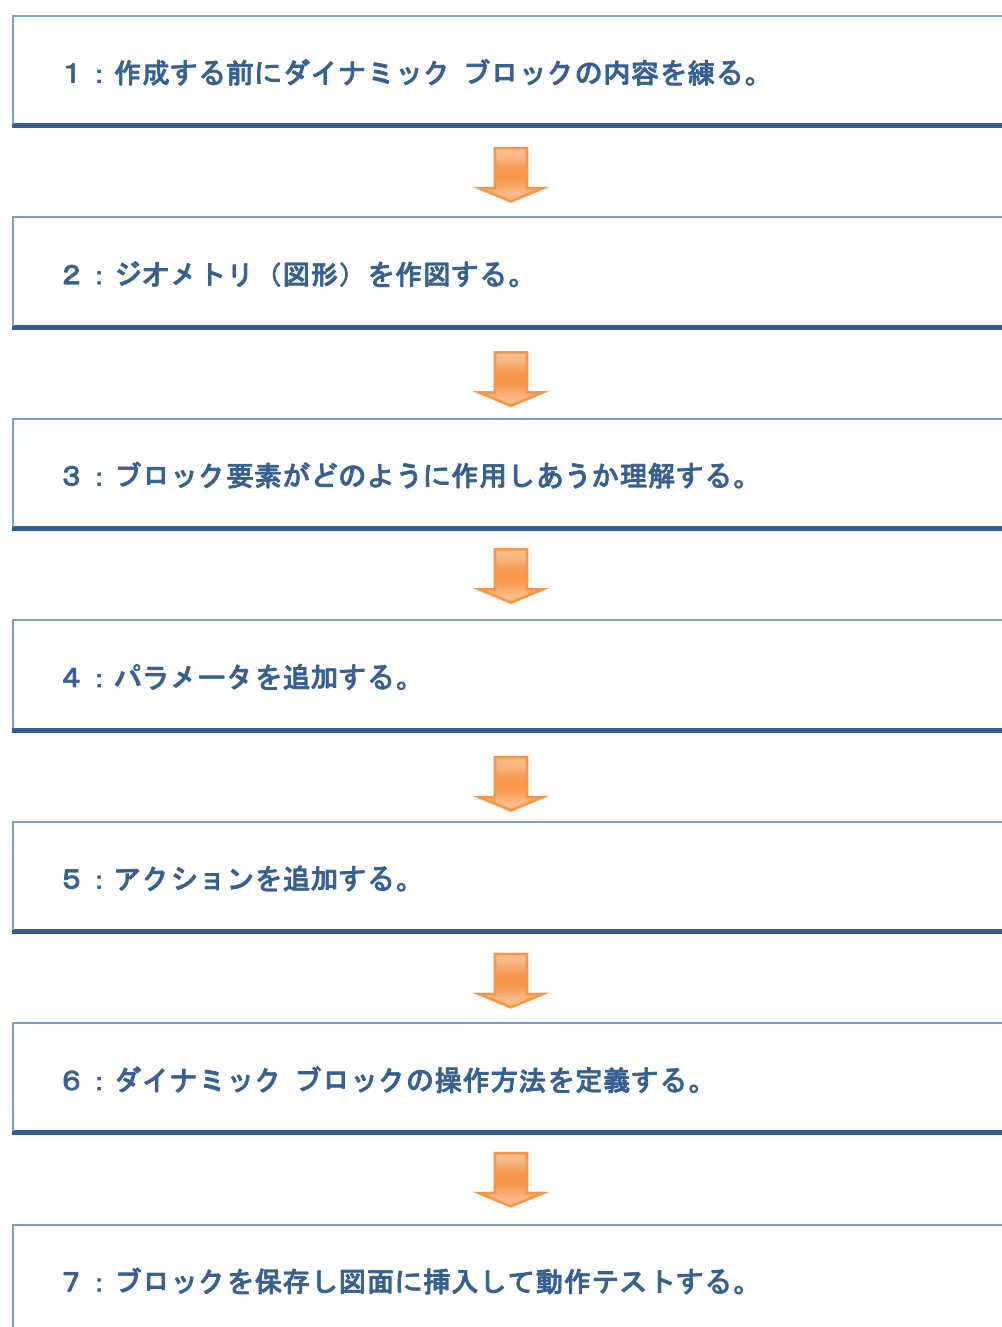 １：作成する前にダイナミック ブロックの内容を練る。
２：ジオメトリ（図形）を作図する。
３：ブロック要素がどのように作用しあうか理解する。
４：パラメータを追加する。
５：アクションを追加する。
６：ダイナミック ブロックの操作方法を定義する。
７：ブロックを保存し図面に挿入して動作テストする。